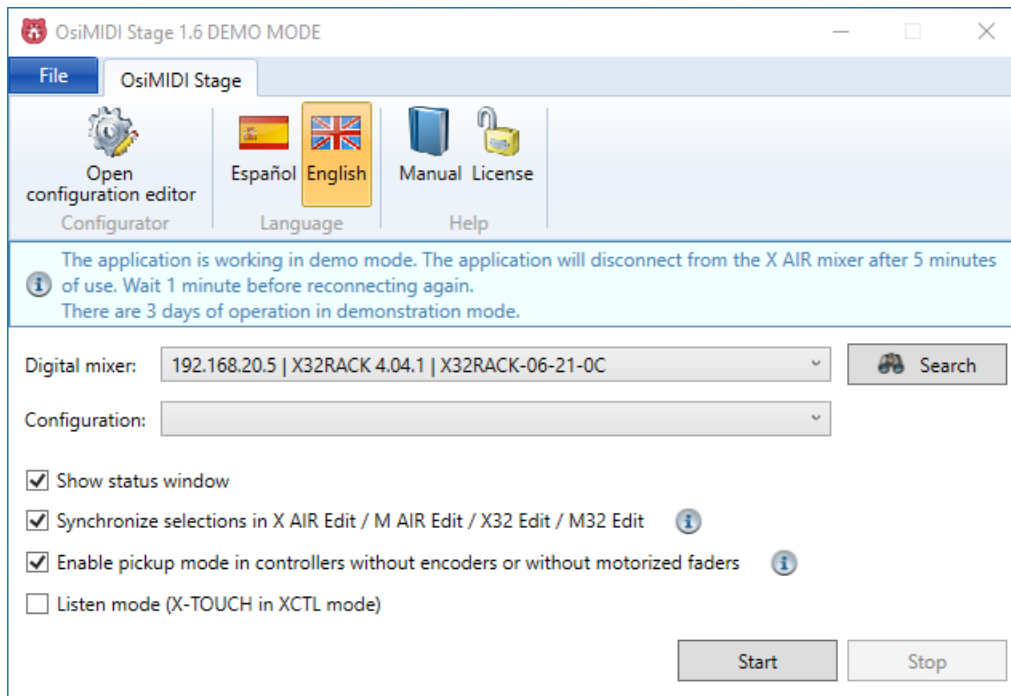 OsiMIDI Stage 1.6 DEMO MODE
File
OsiMIDI Stage
Open
configuration editor
Configurator
Español
English
Language
Manual
License
Help
The application is working in demo mode. The application will disconnect from the X AIR mixer after 5 minutes
of use. Wait 1 minute before reconnecting again.
There are 3 days of operation in demonstration mode.
Digital mixer:
192.168.20.5 | X32RACK 4.04.1 | X32RACK-06-21-0C
Search
Configuration:
Show status window
Synchronize selections in X AIR Edit / M AIR Edit / X32 Edit / M32 Edit
Enable pickup mode in controllers without encoders or without motorized faders
Listen mode (X-TOUCH in XCTL mode)
Start
Stop